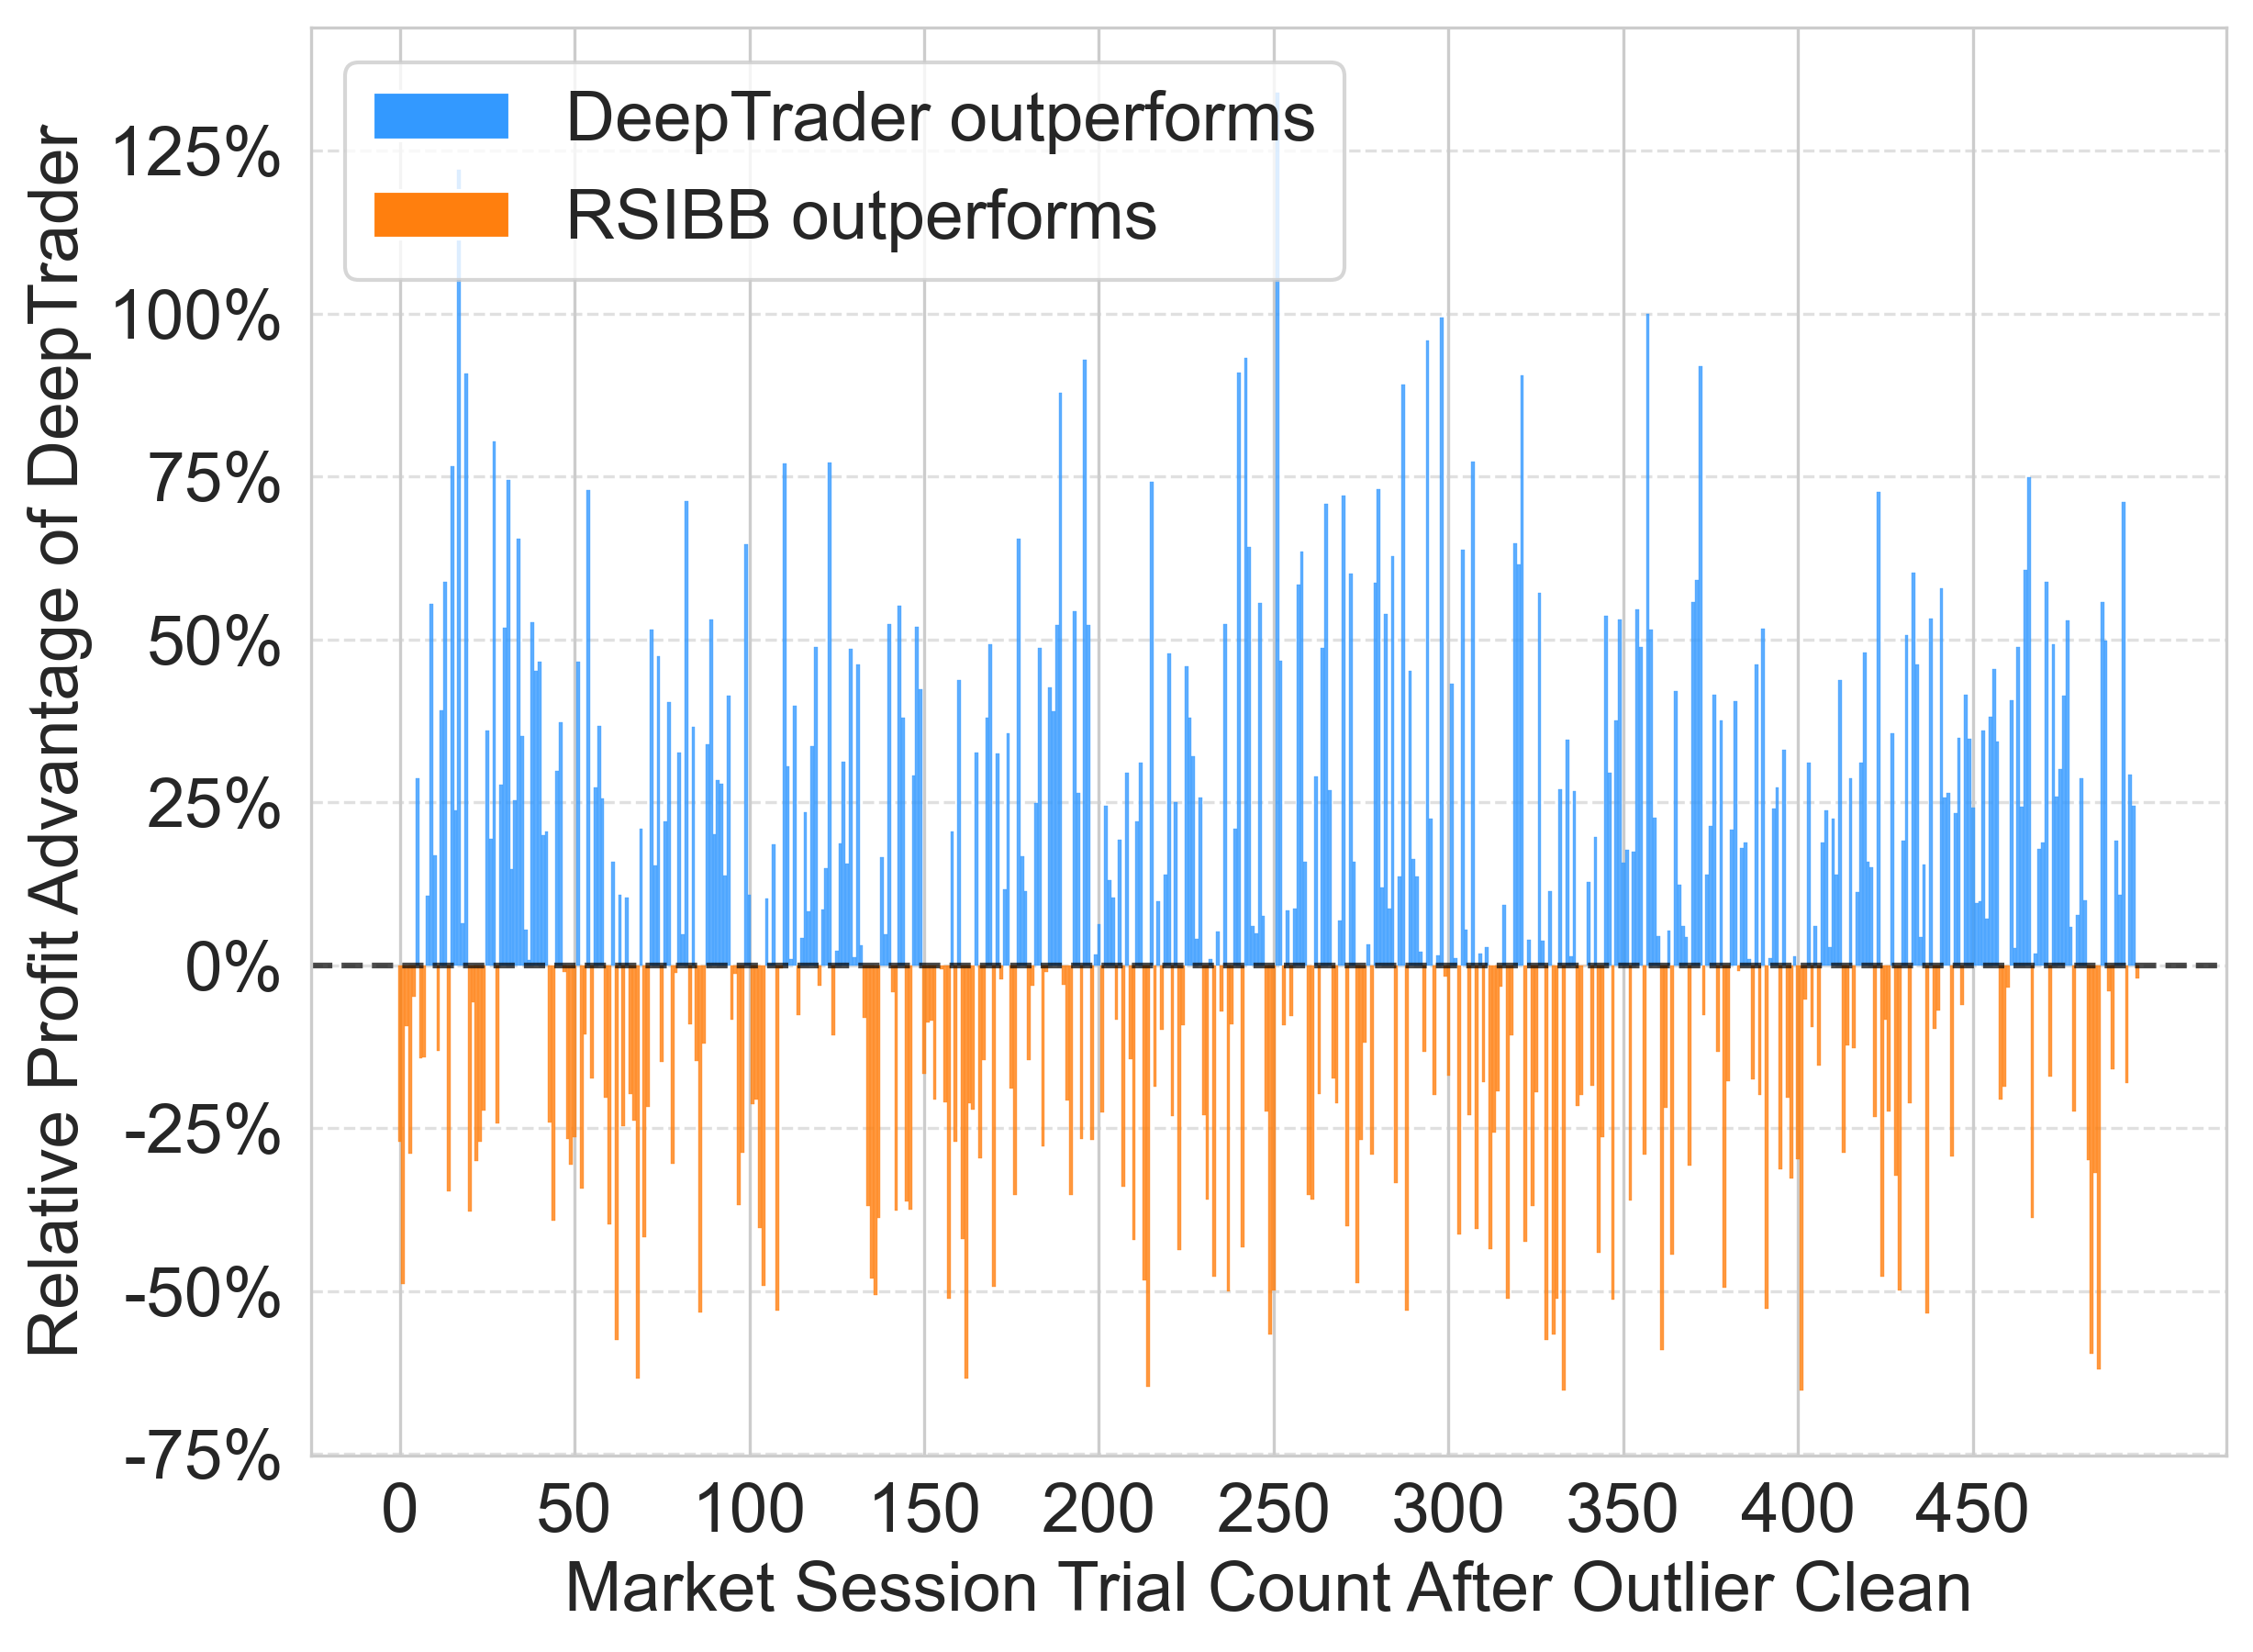 DeepTrader outperforms
RSIBB outperforms
Relative Profit Advantage of DeepTrader
125%
100%
75%
50%
25%
0%
-25%
-50%
-75%
0 50 100 150 200 250 300 350 400 450
Market Session Trial Count After Outlier Clean